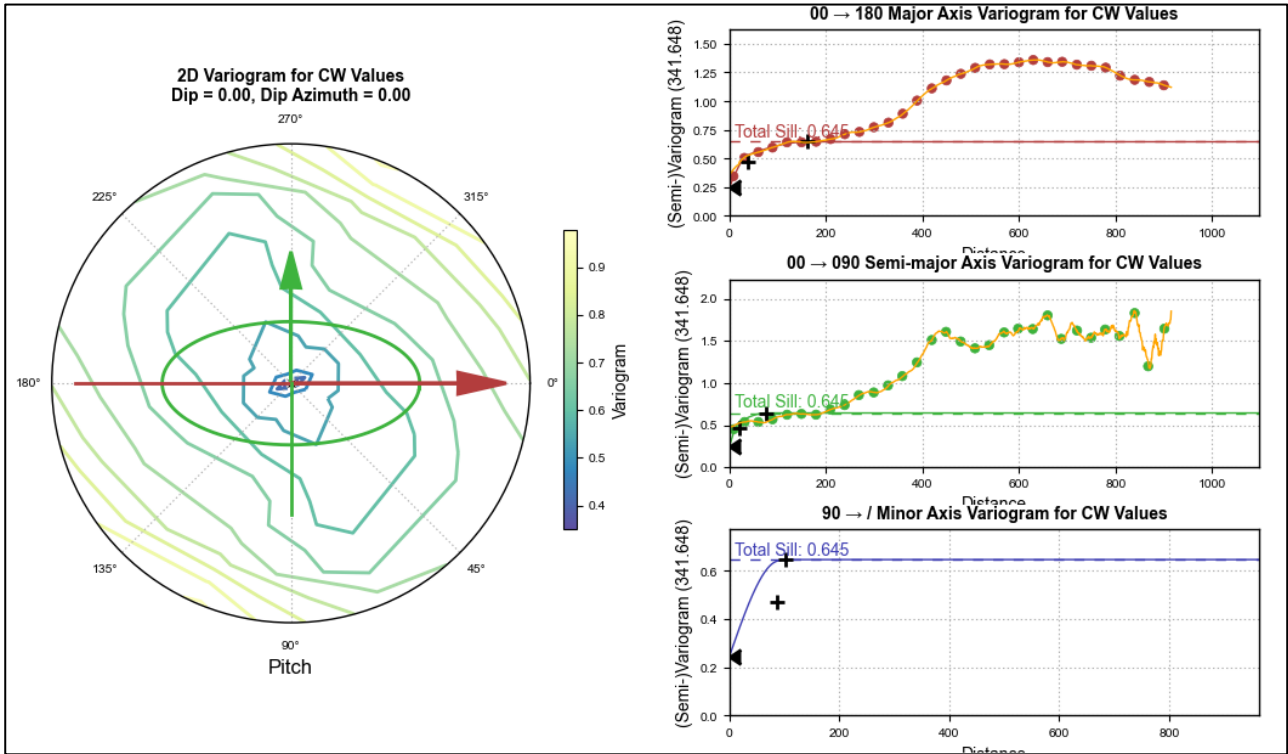 2D Variogram for CW Values
Dip = 0.00, Dip Azimuth = 0.00
270°
225°
315°
180°
0°
135°
45°
90°
Pitch
0.9
0.8
0.7
0.6
0.5
0.4
Variogram
00 → 180 Major Axis Variogram for CW Values
(Semi-)Variogram (341.648)
1.50
1.25
1.00
0.75
0.50
0.25
0.00
Total Sill: 0.645
0 200 400 600 800 1000
Distance
00 → 090 Semi-major Axis Variogram for CW Values
(Semi-)Variogram (341.648)
2.0
1.5
1.0
0.5
0.0
Total Sill: 0.645
0 200 400 600 800 1000
Distance
90 → / Minor Axis Variogram for CW Values
(Semi-)Variogram (341.648)
0.6
0.4
0.2
0.0
Total Sill: 0.645
0 200 400 600 800
Distance